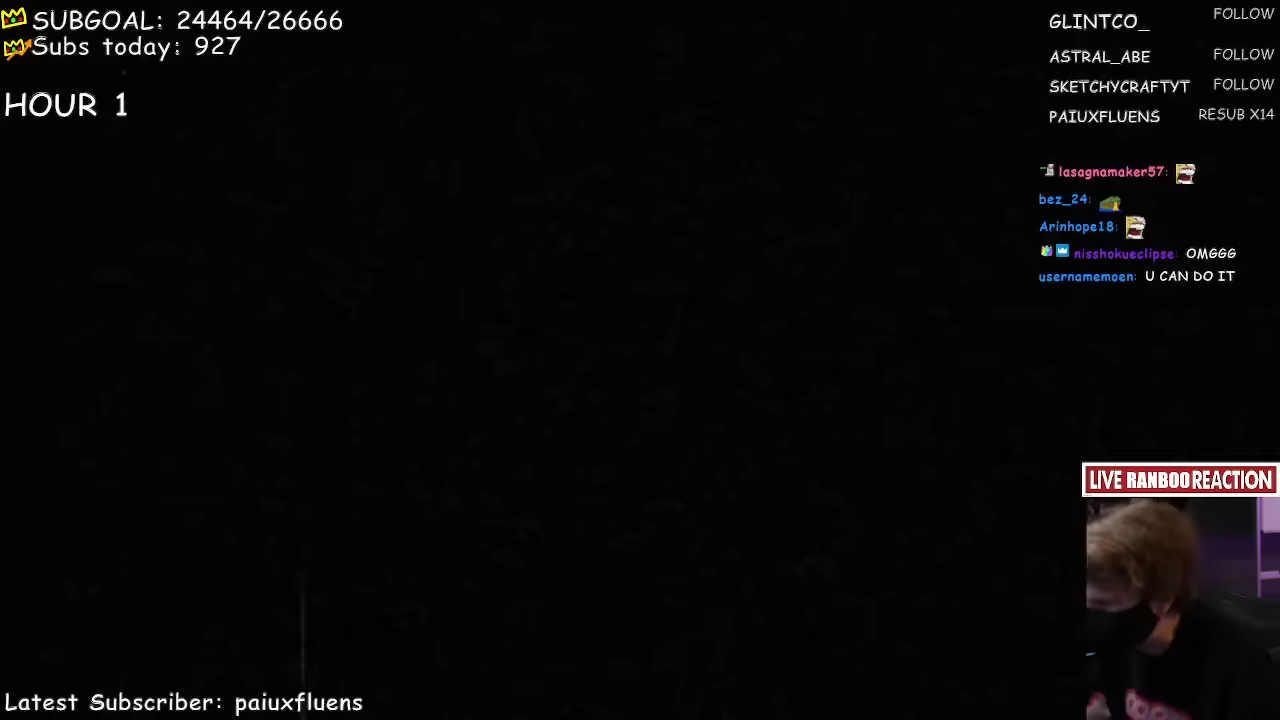 SUBGOAL: 24464/26666
Subs today: 927
HOUR 1
GLINTCO_ FOLLOW
ASTRAL_ABE FOLLOW
SKETCHYCRAFTYT FOLLOW
PAIUXFLUENS RESUB X14
lasagnamaker57:
bez_24:
Arinhope18:
nisshokueclipse: OMGGG
usernamemoen: U CAN DO IT
LIVE RANBOO REACTION
Latest Subscriber: paiuxfluens